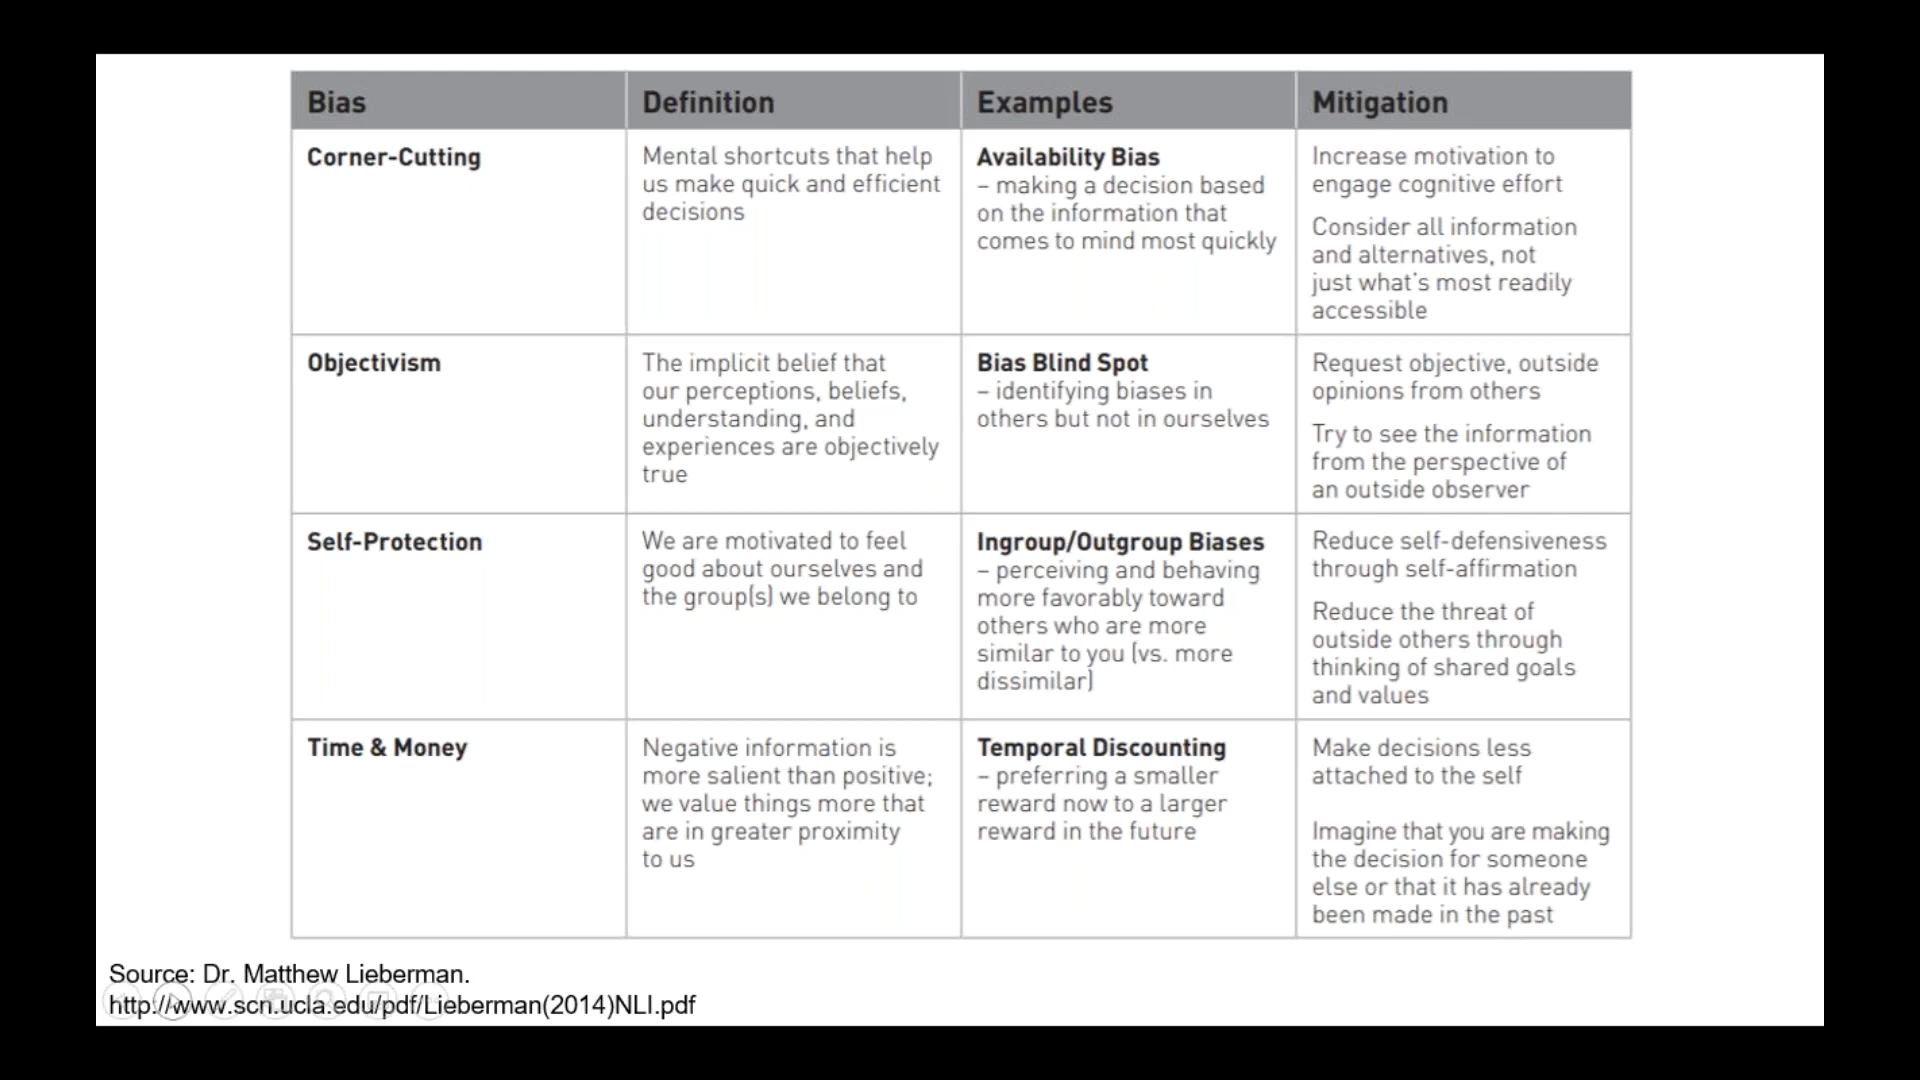 Bias
Definition
Examples
Mitigation
Corner-Cutting
Mental shortcuts that help
us make quick and efficient
decisions
Availability Bias
– making a decision based
on the information that
comes to mind most quickly
Increase motivation to
engage cognitive effort
Consider all information
and alternatives, not
just what's most readily
accessible
Objectivism
The implicit belief that
our perceptions, beliefs,
understanding, and
experiences are objectively
true
Bias Blind Spot
– identifying biases in
others but not in ourselves
Request objective, outside
opinions from others
Try to see the information
from the perspective of
an outside observer
Self-Protection
We are motivated to feel
good about ourselves and
the group(s) we belong to
Ingroup/Outgroup Biases
– perceiving and behaving
more favorably toward
others who are more
similar to you (vs. more
dissimilar)
Reduce self-defensiveness
through self-affirmation
Reduce the threat of
outside others through
thinking of shared goals
and values
Time & Money
Negative information is
more salient than positive;
we value things more that
are in greater proximity
to us
Temporal Discounting
– preferring a smaller
reward now to a larger
reward in the future
Make decisions less
attached to the self
Imagine that you are making
the decision for someone
else or that it has already
been made in the past
Source: Dr. Matthew Lieberman.
http://www.scn.ucla.edu/pdf/Lieberman(2014)NLI.pdf